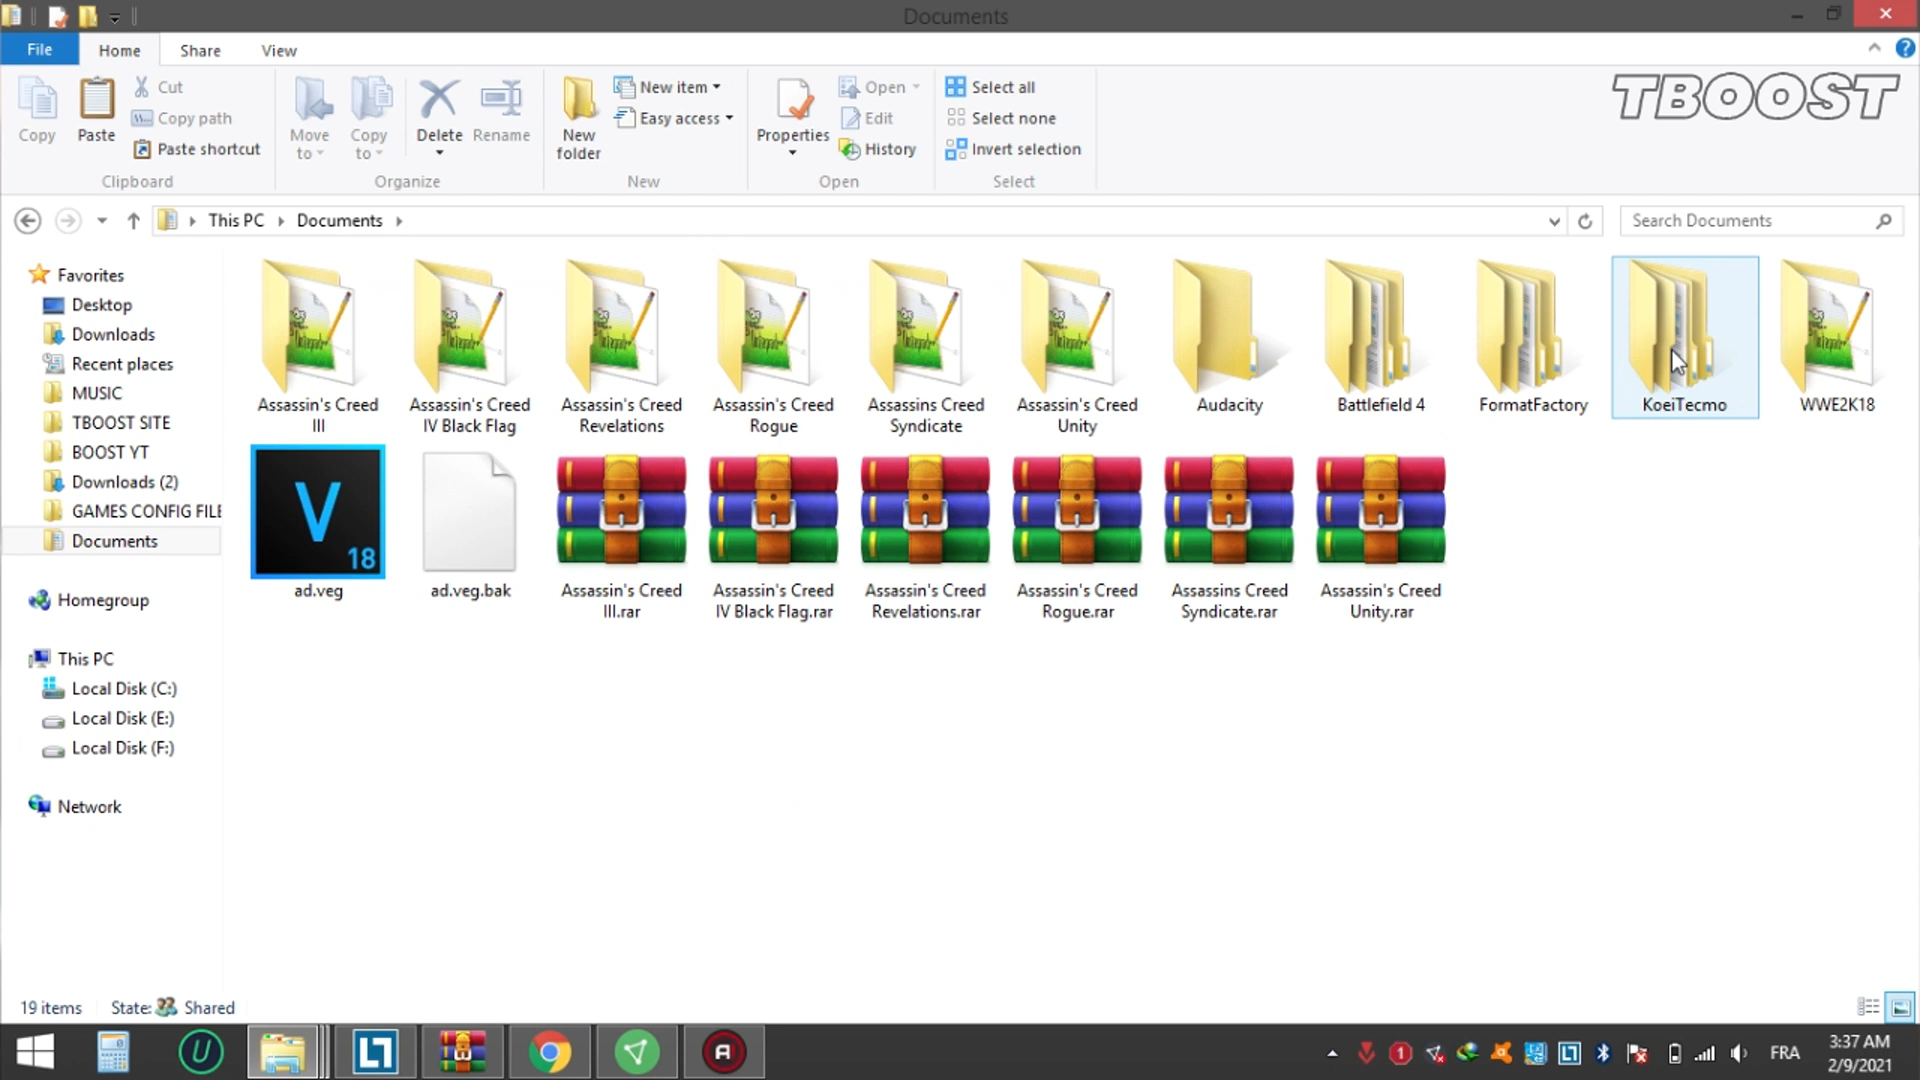 Documents
File
Home
Share
View
TBOOST
Copy
Paste
Cut
Copy path
Paste shortcut
Clipboard
Move to
Copy to
Delete
Rename
Organize
New folder
New item
Easy access
New
Properties
Open
Edit
History
Open
Select all
Select none
Invert selection
Select
This PC
Documents
Search Documents
Favorites
Desktop
Downloads
Recent places
MUSIC
TBOOST SITE
BOOST YT
Downloads (2)
GAMES CONFIG FILE
Documents
Homegroup
This PC
Local Disk (C:)
Local Disk (E:)
Local Disk (F:)
Network
Assassin's Creed
III
Assassin's Creed
IV Black Flag
Assassin's Creed
Revelations
Assassin's Creed
Rogue
Assassins Creed
Syndicate
Assassin's Creed
Unity
Audacity
Battlefield 4
FormatFactory
KoeiTecmo
WWE2K18
V
18
ad.veg
ad.veg.bak
Assassin's Creed
III.rar
Assassin's Creed
IV Black Flag.rar
Assassin's Creed
Revelations.rar
Assassin's Creed
Rogue.rar
Assassins Creed
Syndicate.rar
Assassin's Creed
Unity.rar
19 items
State: Shared
FRA
3:37 AM
2/9/2021